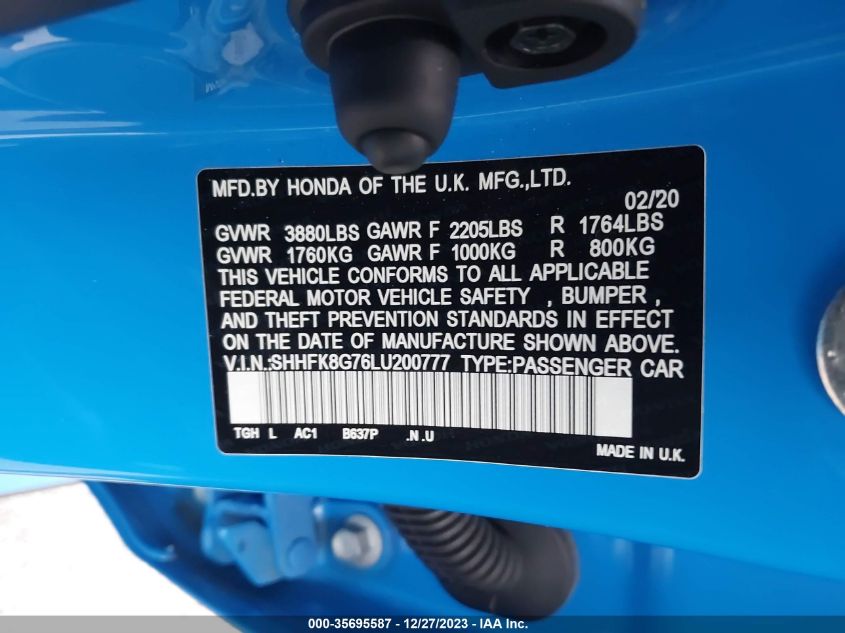 MFD.BY HONDA OF THE U.K. MFG.,LTD.
02/20
GVWR 3880LBS GAWR F 2205LBS R 1764LBS
GVWR 1760KG GAWR F 1000KG R 800KG
THIS VEHICLE CONFORMS TO ALL APPLICABLE
FEDERAL MOTOR VEHICLE SAFETY , BUMPER ,
AND THEFT PREVENTION STANDARDS IN EFFECT
ON THE DATE OF MANUFACTURE SHOWN ABOVE.
V.I.N.:SHHFK8G76LU200777 TYPE:PASSENGER CAR
TGH L AC1 B637P .N .U
MADE IN U.K.
000-35695587 - 12/27/2023 - IAA Inc.